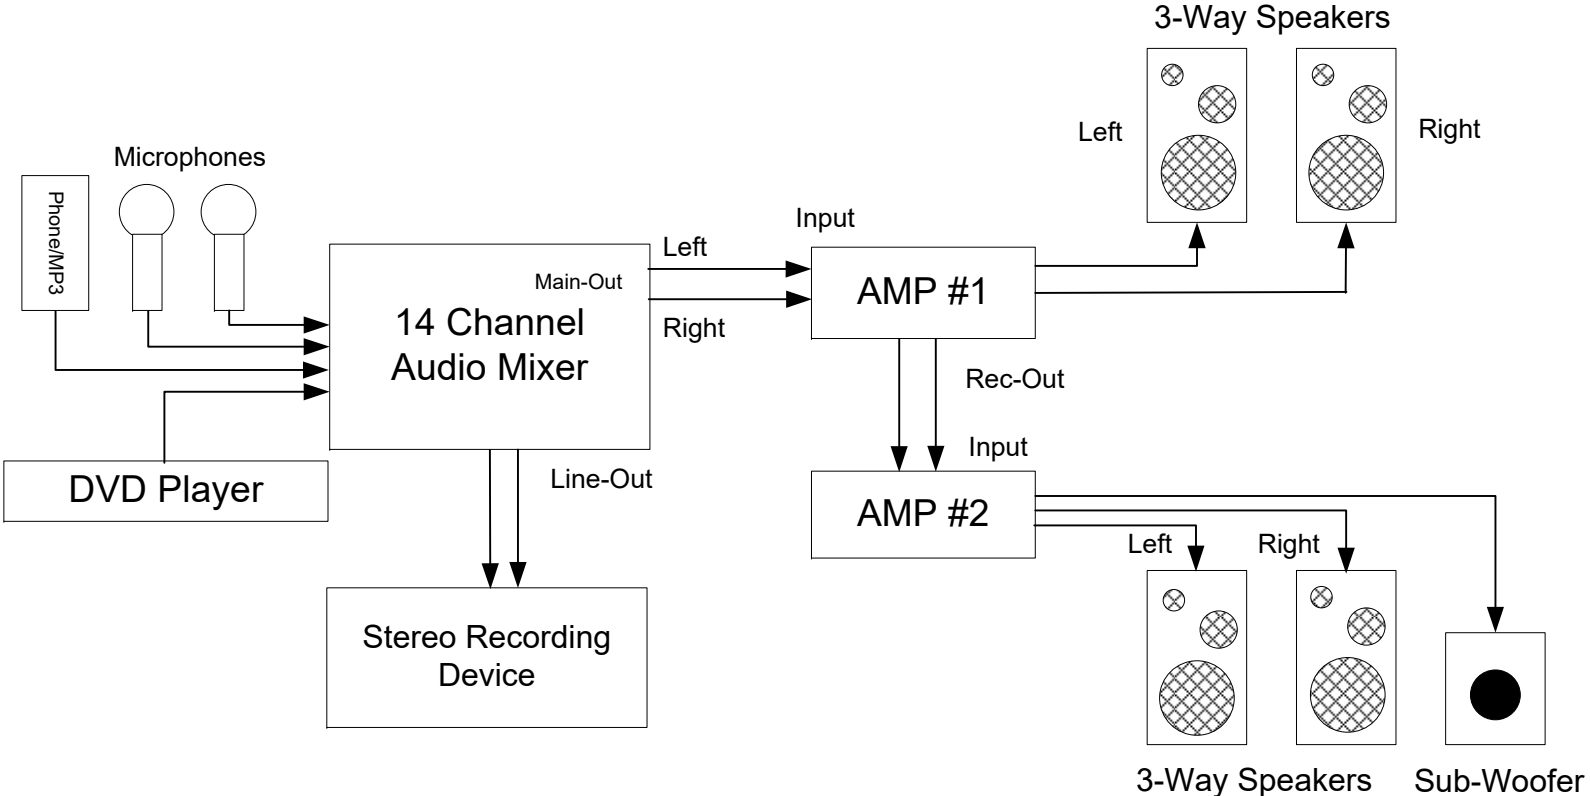 3-Way Speakers
Left
Right
Microphones
Phone/MP3
Input
Left
Main-Out
14 Channel
Audio Mixer
Right
AMP #1
Rec-Out
Input
DVD Player
Line-Out
AMP #2
Left
Right
Stereo Recording
Device
3-Way Speakers
Sub-Woofer